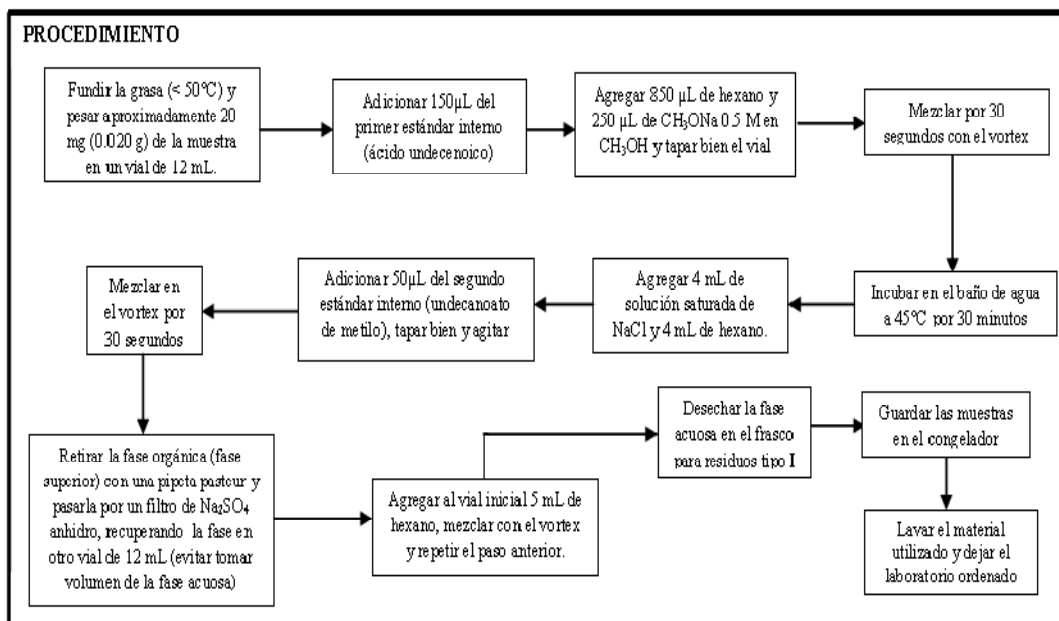 PROCEDIMIENTO
Fundir la grasa (< 50°C) y
pesar aproximadamente 20
mg (0.020 g) de la muestra
en un vial de 12 mL.
Adicionar 150µL del
primer estándar interno
(ácido undecenoico)
Agregar 850 µL de hexano y
250 µL de CH₃ONa 0.5 M en
CH₃OH y tapar bien el vial
Mezclar por 30
segundos con el vortex
Incubar en el baño de agua
a 45°C por 30 minutos
Agregar 4 mL de
solución saturada de
NaCl y 4 mL de hexano.
Adicionar 50µL del segundo
estándar interno (undecanoato
de metilo), tapar bien y agitar
Mezclar en
el vortex por
30 segundos
Retirar la fase orgánica (fase
superior) con una pipeta pasteur y
pasarla por un filtro de Na₂SO₄
anhidro, recuperando la fase en
otro vial de 12 mL (evitar tomar
volumen de la fase acuosa)
Agregar al vial inicial 5 mL de
hexano, mezclar con el vortex
y repetir el paso anterior.
Desechar la fase
acuosa en el frasco
para residuos tipo I
Guardar las muestras
en el congelador
Lavar el material
utilizado y dejar el
laboratorio ordenado